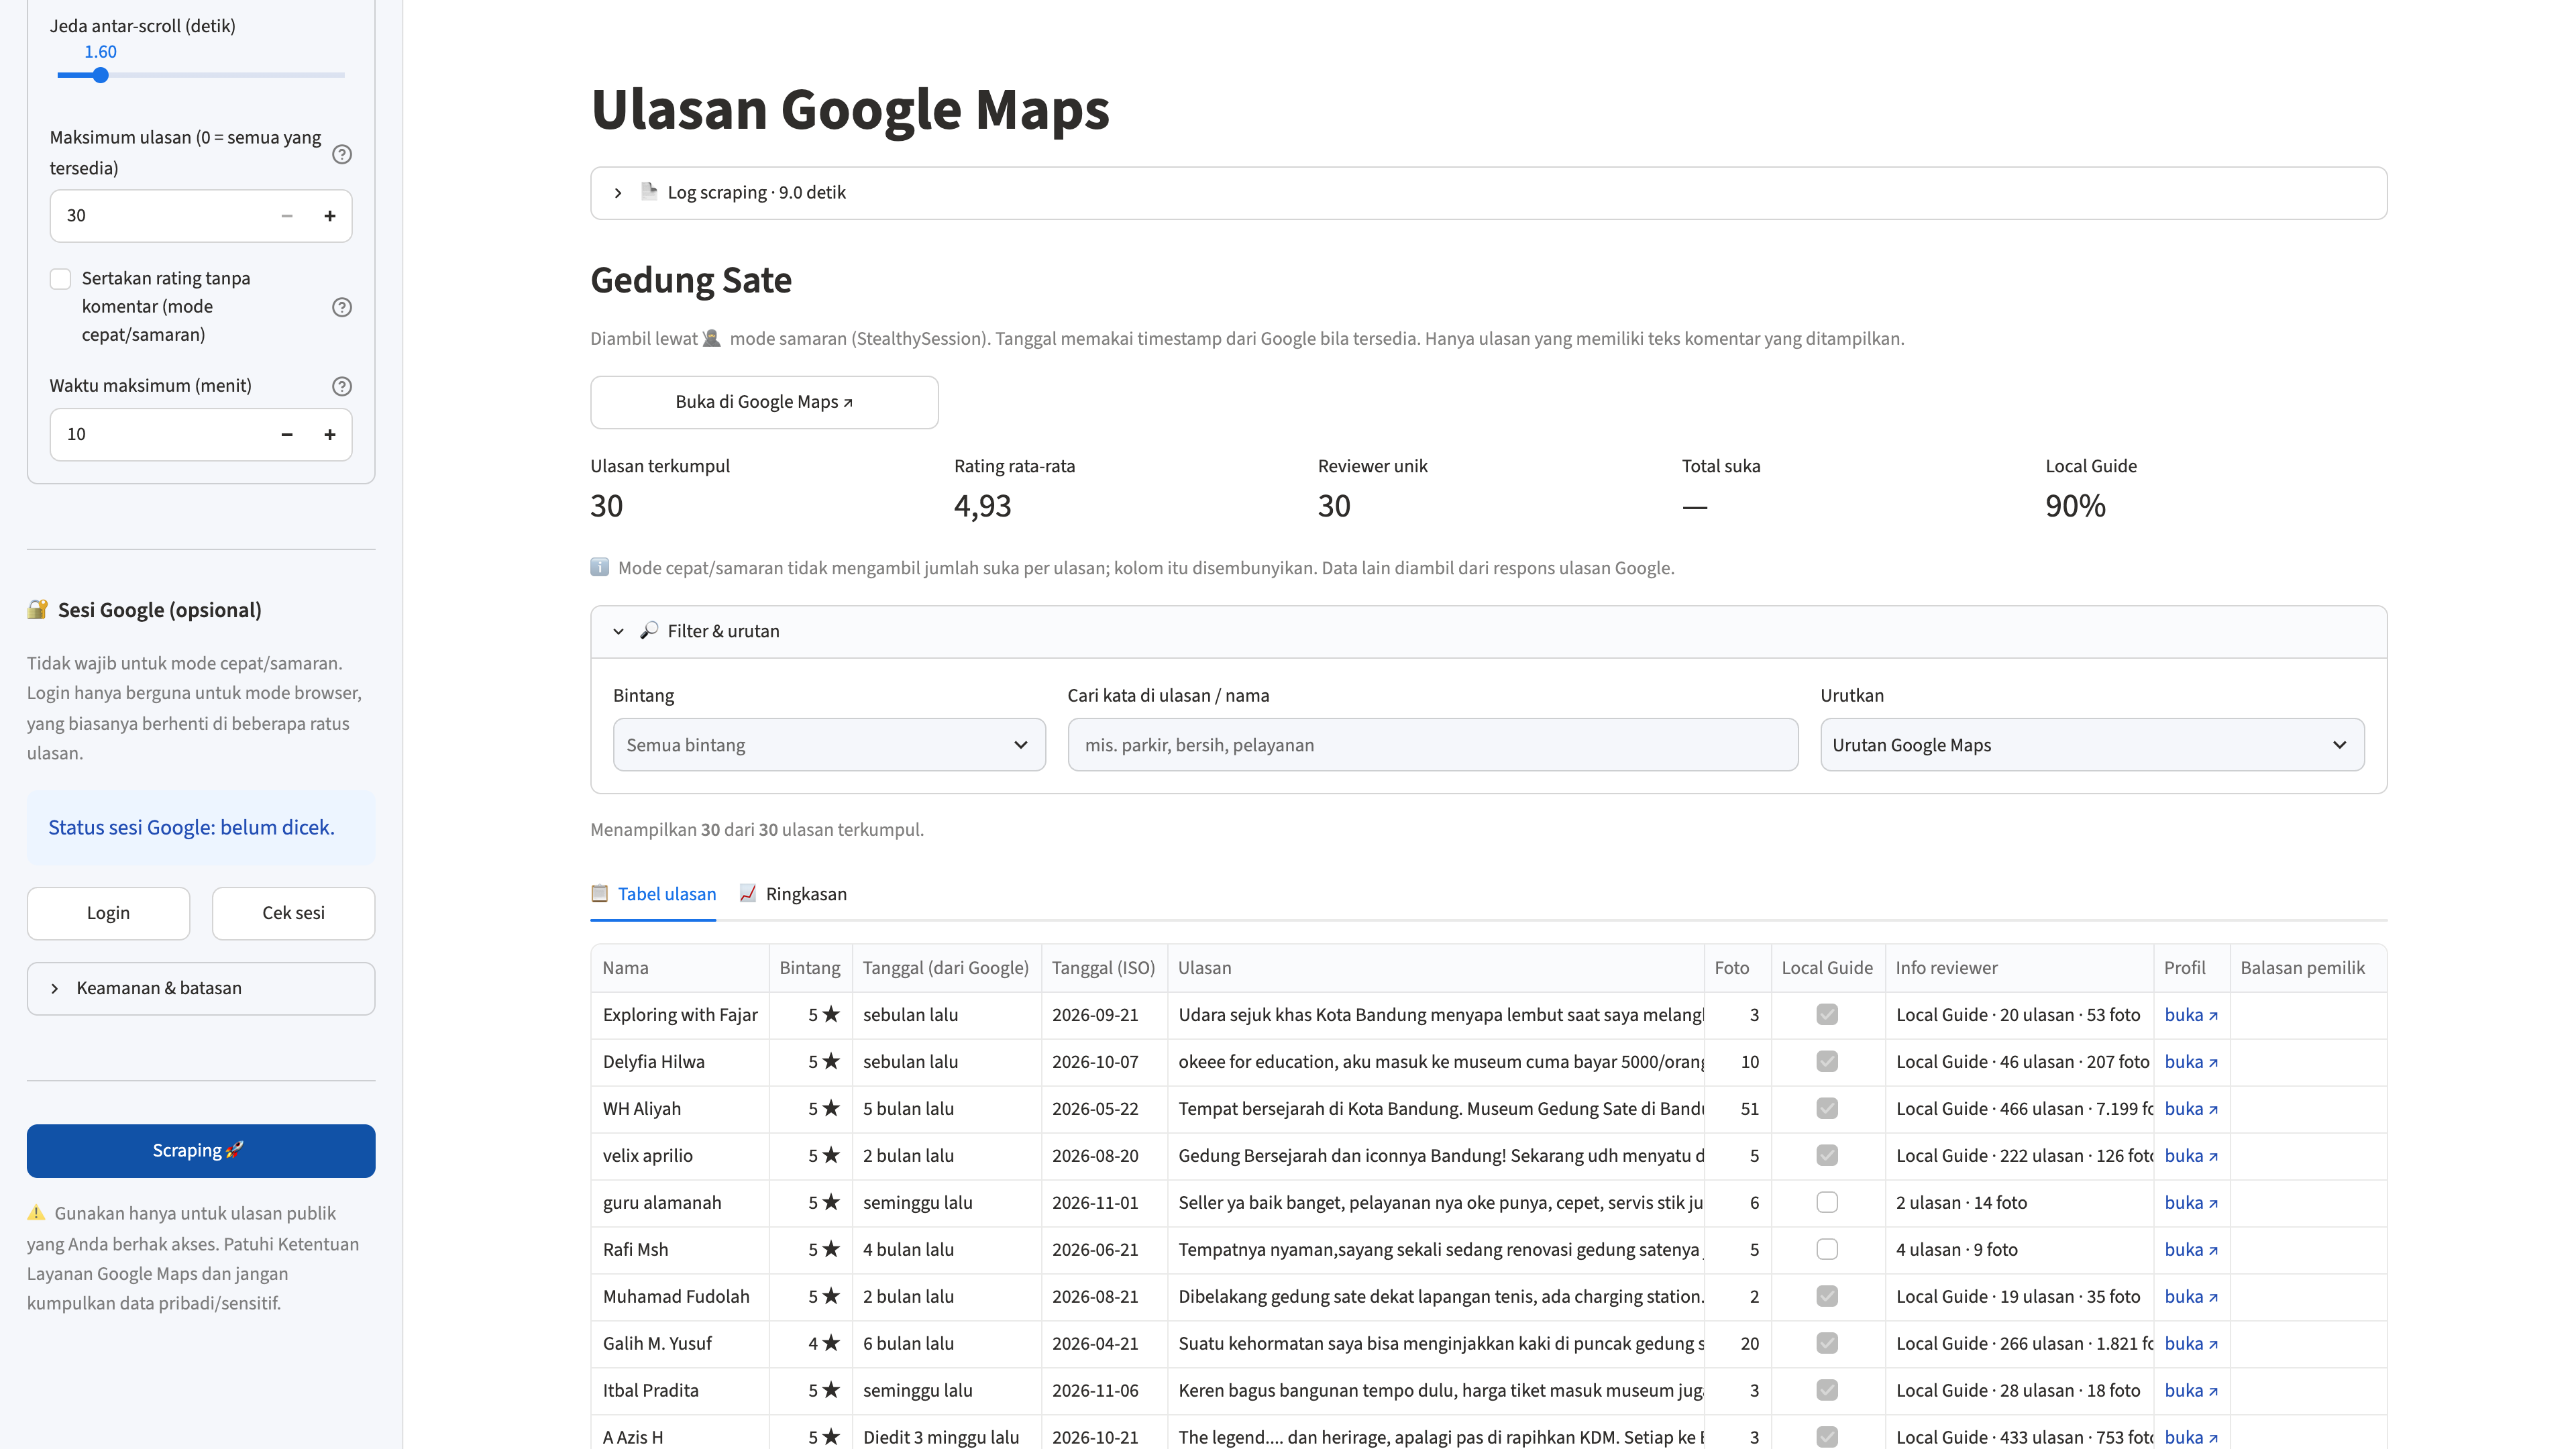 Jeda antar-scroll (detik)
1.60
Maksimum ulasan (0 = semua yang
tersedia)
30
Sertakan rating tanpa
komentar (mode
cepat/samaran)
Waktu maksimum (menit)
10
Sesi Google (opsional)
Tidak wajib untuk mode cepat/samaran.
Login hanya berguna untuk mode browser,
yang biasanya berhenti di beberapa ratus
ulasan.
Status sesi Google: belum dicek.
Login
Cek sesi
Keamanan & batasan
Scraping
Gunakan hanya untuk ulasan publik
yang Anda berhak akses. Patuhi Ketentuan
Layanan Google Maps dan jangan
kumpulkan data pribadi/sensitif.
Ulasan Google Maps
Log scraping · 9.0 detik
Gedung Sate
Diambil lewat mode samaran (StealthySession). Tanggal memakai timestamp dari Google bila tersedia. Hanya ulasan yang memiliki teks komentar yang ditampilkan.
Buka di Google Maps ↗
Ulasan terkumpul Rating rata-rata Reviewer unik Total suka Local Guide
30 4,93 30 — 90%
Mode cepat/samaran tidak mengambil jumlah suka per ulasan; kolom itu disembunyikan. Data lain diambil dari respons ulasan Google.
Filter & urutan
Bintang Cari kata di ulasan / nama Urutkan
Semua bintang mis. parkir, bersih, pelayanan Urutan Google Maps
Menampilkan 30 dari 30 ulasan terkumpul.
Tabel ulasan Ringkasan
Nama Bintang Tanggal (dari Google) Tanggal (ISO) Ulasan Foto Local Guide Info reviewer Profil Balasan pemilik
Exploring with Fajar 5 ★ sebulan lalu 2026-09-21 Udara sejuk khas Kota Bandung menyapa lembut saat saya melang 3 Local Guide · 20 ulasan · 53 foto buka ↗
Delyfia Hilwa 5 ★ sebulan lalu 2026-10-07 okeee for education, aku masuk ke museum cuma bayar 5000/orang 10 Local Guide · 46 ulasan · 207 foto buka ↗
WH Aliyah 5 ★ 5 bulan lalu 2026-05-22 Tempat bersejarah di Kota Bandung. Museum Gedung Sate di Band 51 Local Guide · 466 ulasan · 7.199 fo buka ↗
velix aprilio 5 ★ 2 bulan lalu 2026-08-20 Gedung Bersejarah dan iconnya Bandung! Sekarang udh menyatu d 5 Local Guide · 222 ulasan · 126 foto buka ↗
guru alamanah 5 ★ seminggu lalu 2026-11-01 Seller ya baik banget, pelayanan nya oke punya, cepet, servis stik ju 6 2 ulasan · 14 foto buka ↗
Rafi Msh 5 ★ 4 bulan lalu 2026-06-21 Tempatnya nyaman,sayang sekali sedang renovasi gedung satenya 5 4 ulasan · 9 foto buka ↗
Muhamad Fudolah 5 ★ 2 bulan lalu 2026-08-21 Dibelakang gedung sate dekat lapangan tenis, ada charging station. 2 Local Guide · 19 ulasan · 35 foto buka ↗
Galih M. Yusuf 4 ★ 6 bulan lalu 2026-04-21 Suatu kehormatan saya bisa menginjakkan kaki di puncak gedung s 20 Local Guide · 266 ulasan · 1.821 fo buka ↗
Itbal Pradita 5 ★ seminggu lalu 2026-11-06 Keren bagus bangunan tempo dulu, harga tiket masuk museum jug 3 Local Guide · 28 ulasan · 18 foto buka ↗
A Azis H 5 ★ Diedit 3 minggu lalu 2026-10-21 The legend.... dan herirage, apalagi pas di rapihkan KDM. Setiap ke 3 Local Guide · 433 ulasan · 753 foto buka ↗